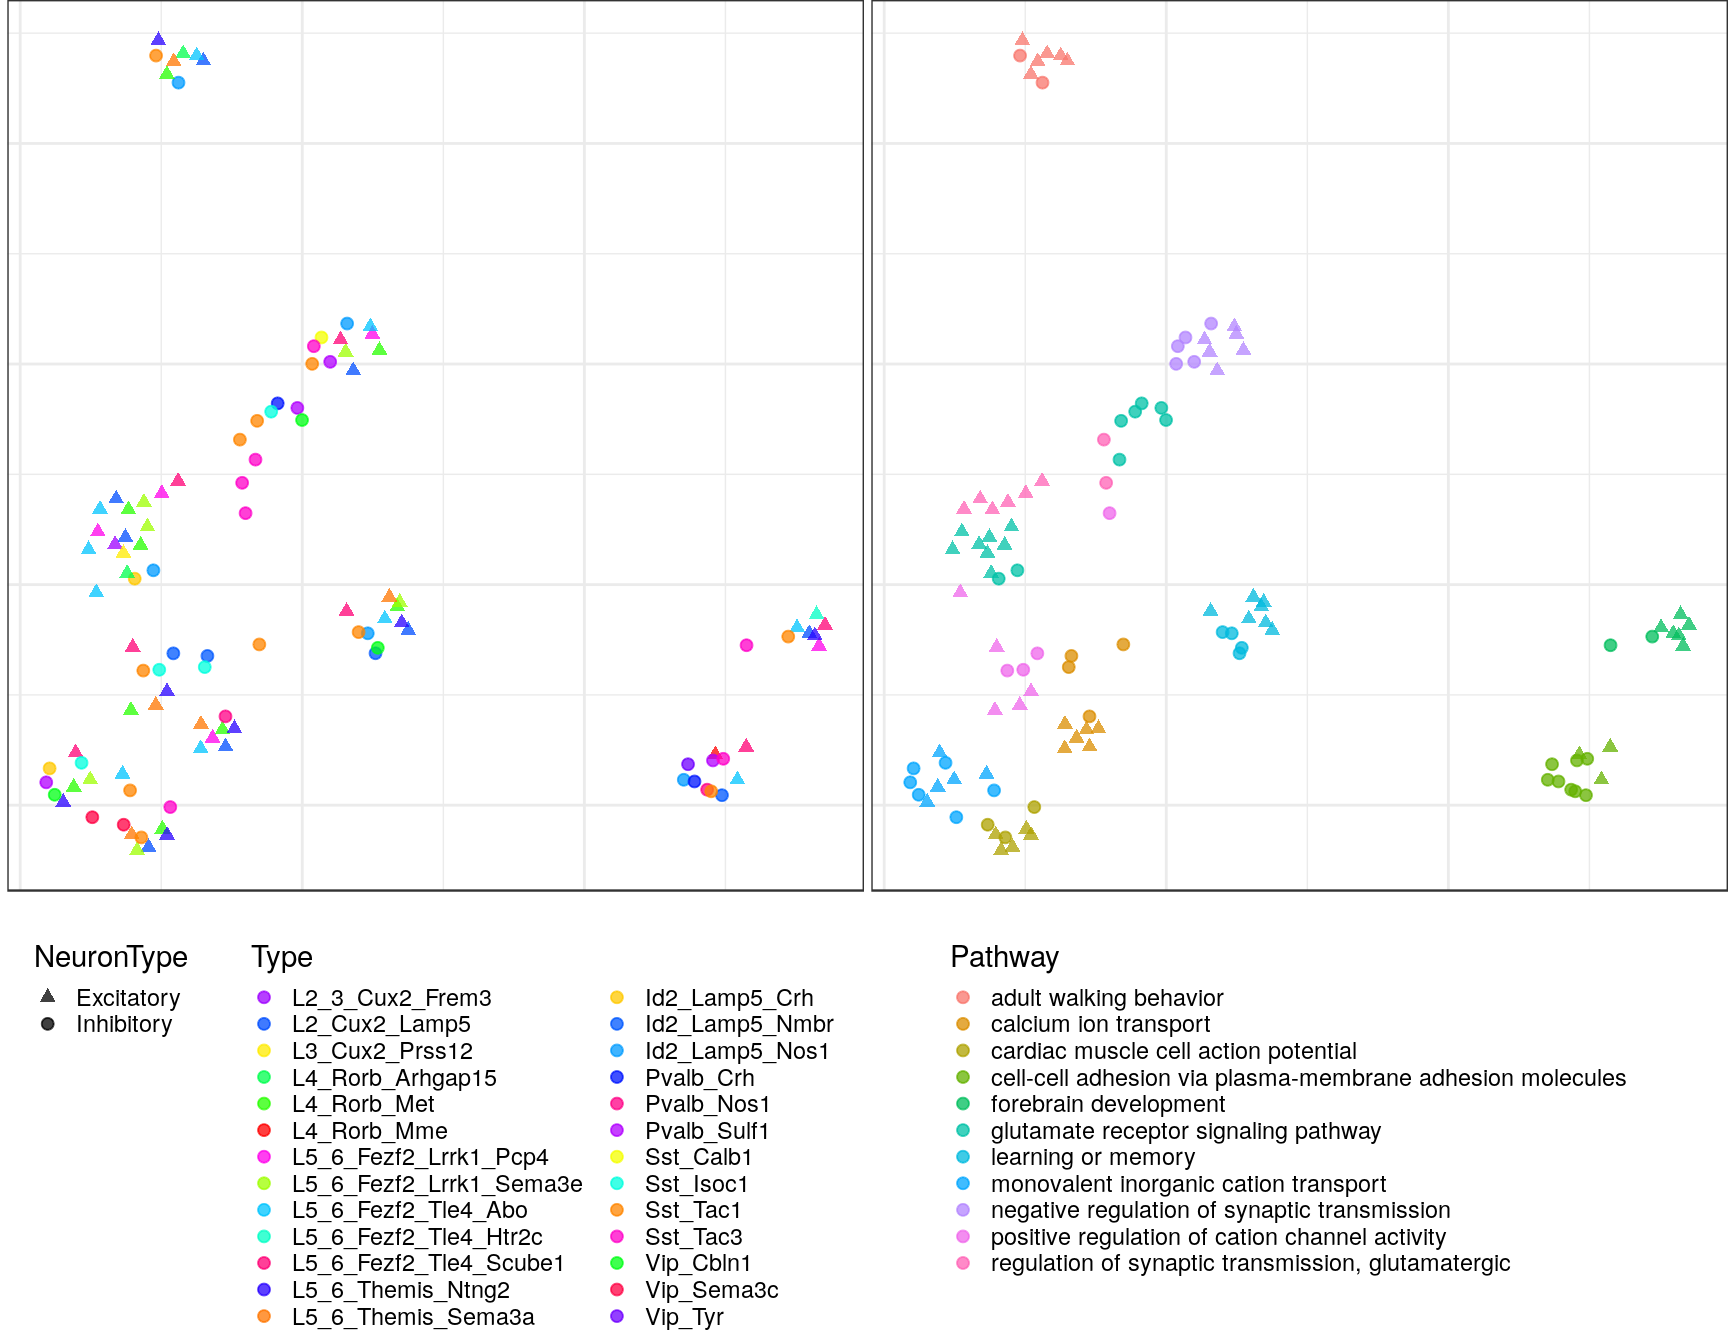 NeuronType
Excitatory
Inhibitory
Type
L2_3_Cux2_Frem3
L2_Cux2_Lamp5
L3_Cux2_Prss12
L4_Rorb_Arhgap15
L4_Rorb_Met
L4_Rorb_Mme
L5_6_Fezf2_Lrrk1_Pcp4
L5_6_Fezf2_Lrrk1_Sema3e
L5_6_Fezf2_Tle4_Abo
L5_6_Fezf2_Tle4_Htr2c
L5_6_Fezf2_Tle4_Scube1
L5_6_Themis_Ntng2
L5_6_Themis_Sema3a
Id2_Lamp5_Crh
Id2_Lamp5_Nmbr
Id2_Lamp5_Nos1
Pvalb_Crh
Pvalb_Nos1
Pvalb_Sulf1
Sst_Calb1
Sst_Isoc1
Sst_Tac1
Sst_Tac3
Vip_Cbln1
Vip_Sema3c
Vip_Tyr
Pathway
adult walking behavior
calcium ion transport
cardiac muscle cell action potential
cell-cell adhesion via plasma-membrane adhesion molecules
forebrain development
glutamate receptor signaling pathway
learning or memory
monovalent inorganic cation transport
negative regulation of synaptic transmission
positive regulation of cation channel activity
regulation of synaptic transmission, glutamatergic